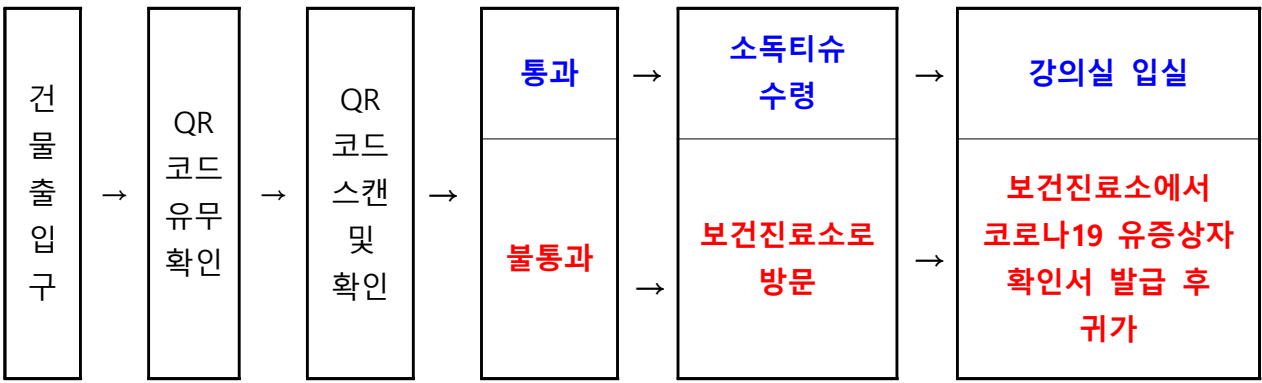 건
물
출
입
구
→
QR
코드
유무
확인
→
QR
코드
스캔
및
확인
→
통과
→
소독티슈
수령
→
강의실 입실
불통과
→
보건진료소로
방문
→
보건진료소에서
코로나19 유증상자
확인서 발급 후
귀가